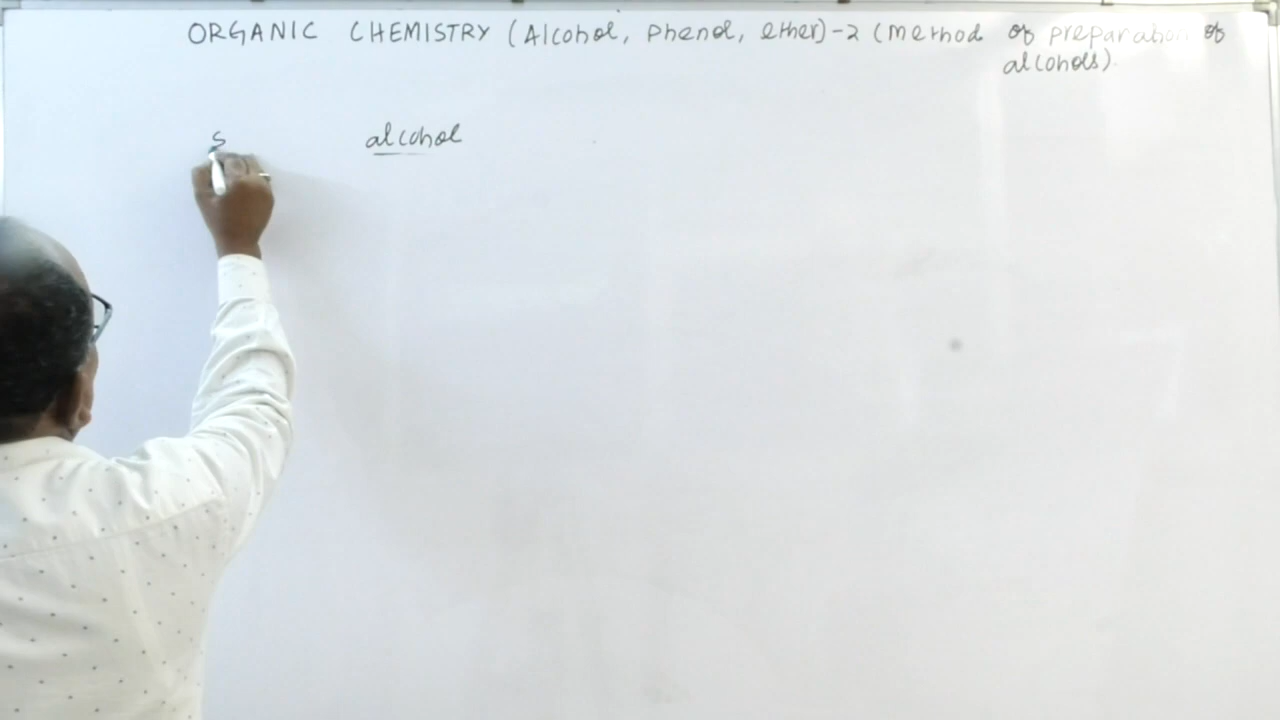 ORGANIC CHEMISTRY (Alcohol, Phenol, ether)-2 (Method of preparation of
alcohols).
S alcohol